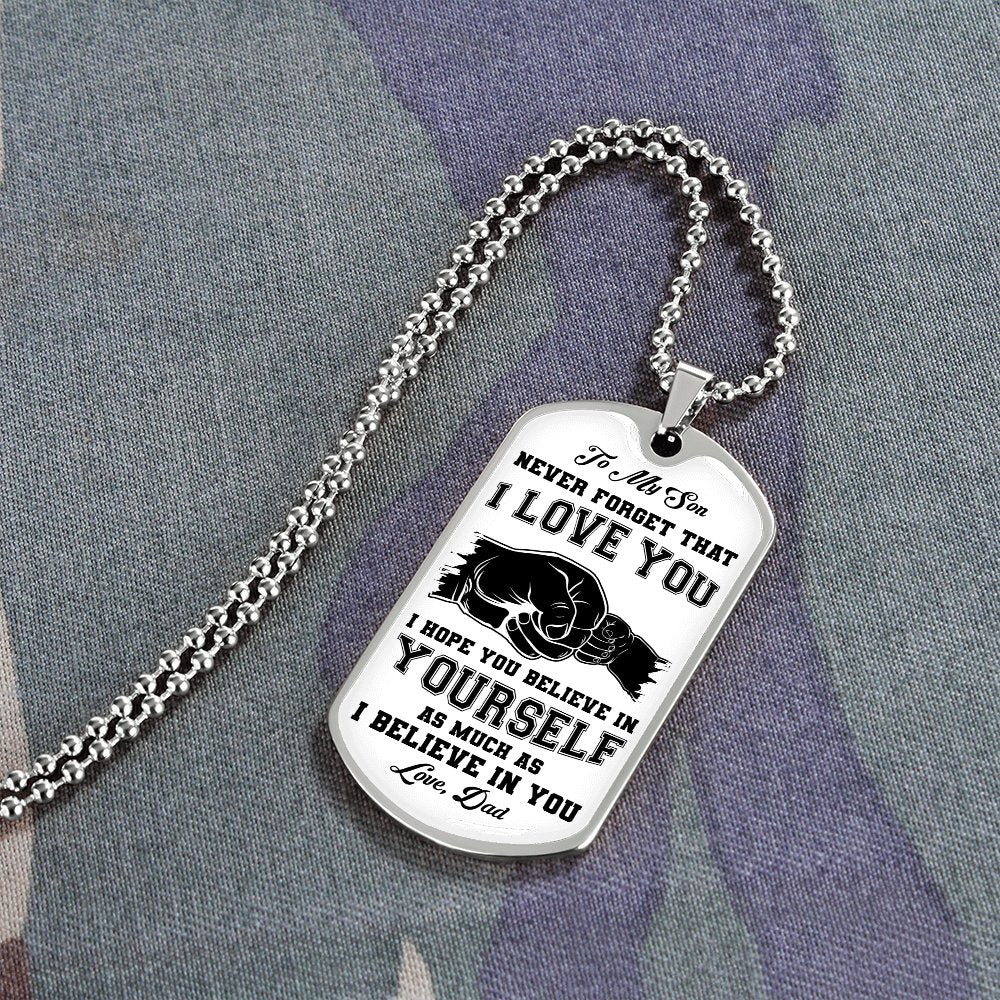 To My Son
NEVER FORGET THAT
I LOVE YOU
I HOPE YOU BELIEVE IN
YOURSELF
AS MUCH AS
I BELIEVE IN YOU
Love, Dad